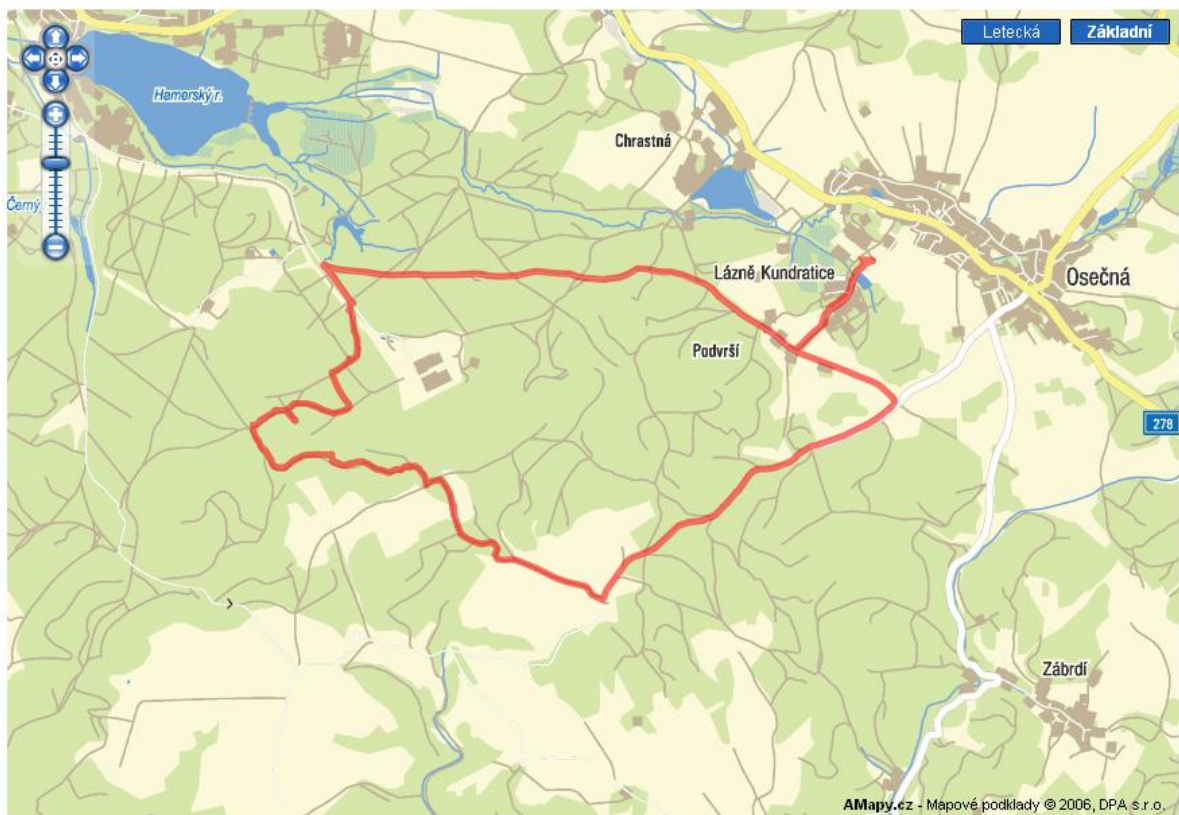 Letecká
Základní
Hamerský r.
Chrastná
Černý
Lázně Kundratice
Osečná
Podvrší
278
Zábrdí
AMapy.cz - Mapové podklady © 2006, DPA s.r.o.